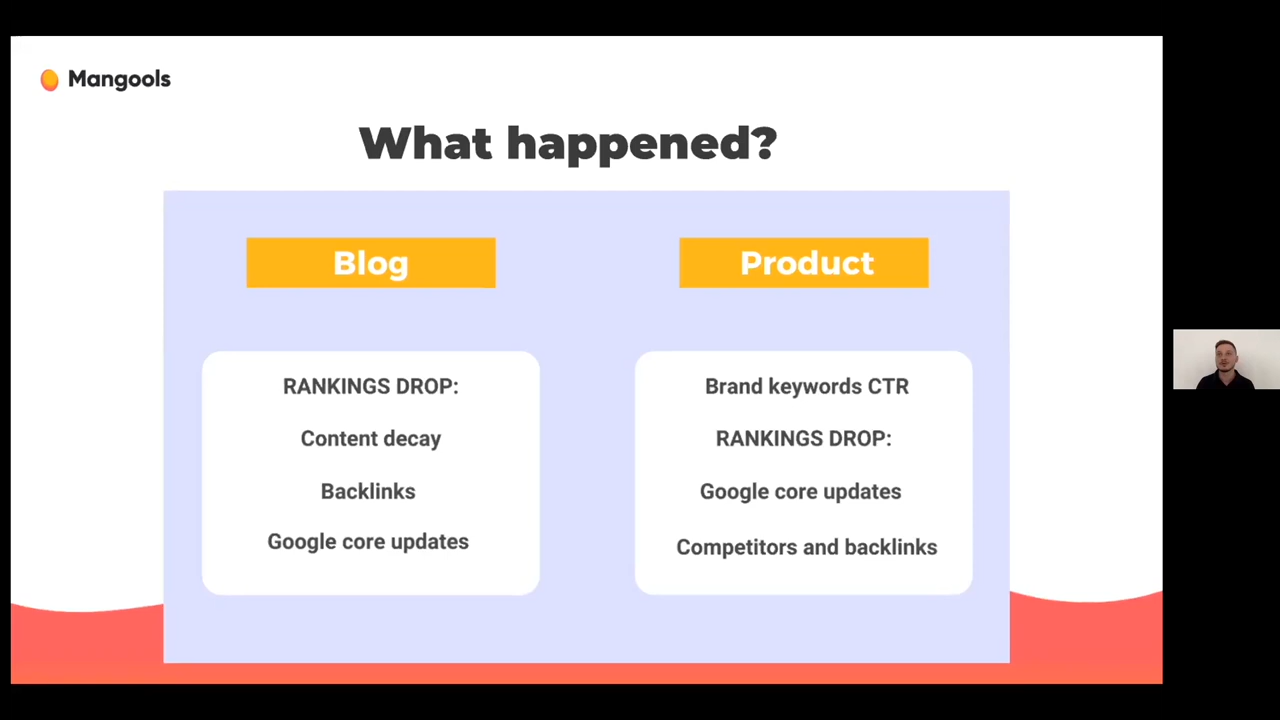 Mangools
What happened?
Blog
RANKINGS DROP:
Content decay
Backlinks
Google core updates
Product
Brand keywords CTR
RANKINGS DROP:
Google core updates
Competitors and backlinks